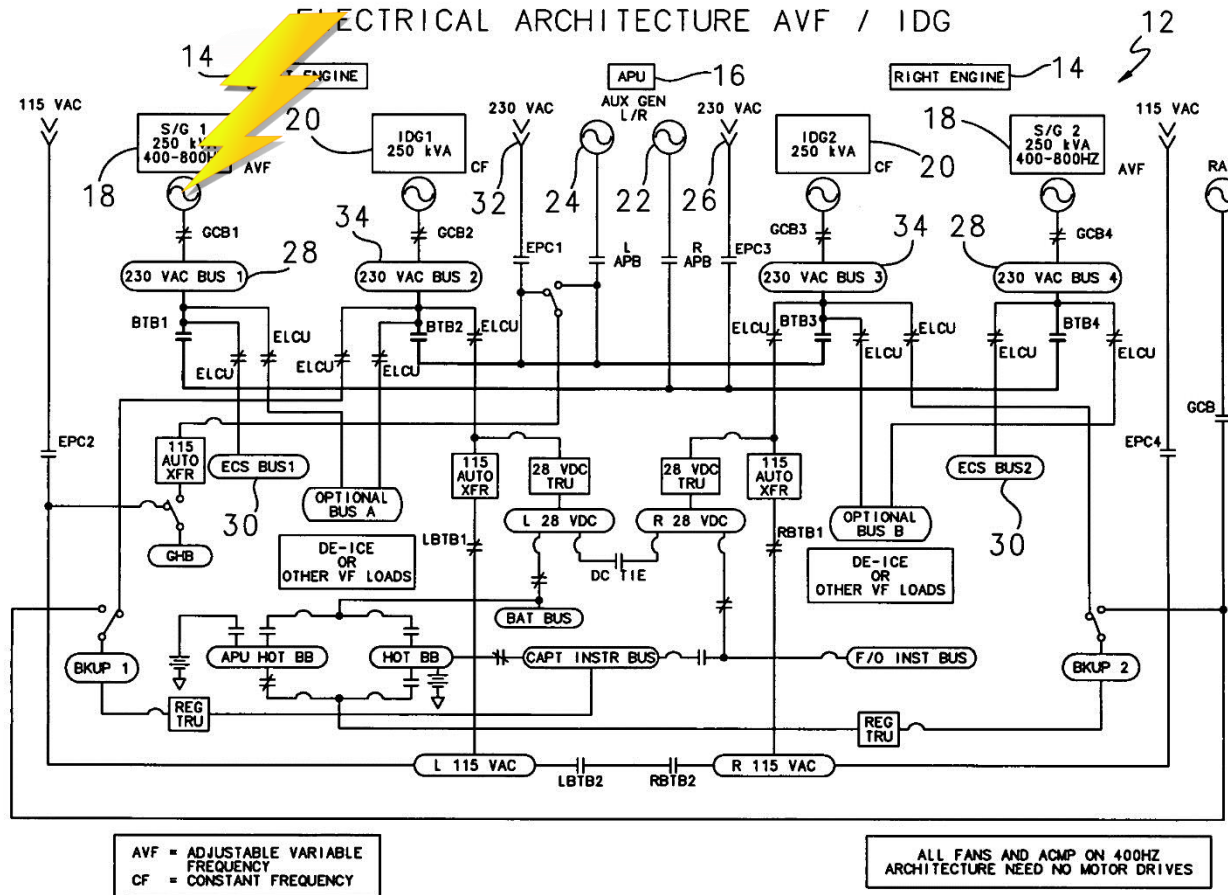 ELECTRICAL ARCHITECTURE AVF / IDG
12
14
ENGINE
APU
16
RIGHT ENGINE
14
115 VAC
20
230 VAC
AUX GEN
L/R
230 VAC
18
115 VAC
S/G 1
250 kVA
400-800HZ
AVF
18
IDG1
250 kVA
CF
32
24
22
26
IDG2
250 kVA
CF
20
S/G 2
250 kVA
400-800HZ
AVF
RA
GCB1
28
34
GCB2
EPC1
L
APB
R
APB
EPC3
GCB3
34
28
GCB4
230 VAC BUS 1
230 VAC BUS 2
230 VAC BUS 3
230 VAC BUS 4
BTB1
ELCU
ELCU
ELCU
BTB2
ELCU
ELCU
BTB3
ELCU
ELCU
BTB4
ELCU
EPC2
GCB
EPC4
115
AUTO
XFR
ECS BUS1
30
OPTIONAL
BUS A
115
AUTO
XFR
28 VDC
TRU
28 VDC
TRU
115
AUTO
XFR
OPTIONAL
BUS B
ECS BUS2
30
GHB
DE-ICE
OR
OTHER VF LOADS
LBTB1
L 28 VDC
R 28 VDC
RBTB1
DC TIE
DE-ICE
OR
OTHER VF LOADS
BAT BUS
BKUP 1
APU HOT BB
HOT BB
CAPT INSTR BUS
F/O INST BUS
BKUP 2
REG
TRU
REG
TRU
L 115 VAC
LBTB2
RBTB2
R 115 VAC
AVF = ADJUSTABLE VARIABLE
FREQUENCY
CF = CONSTANT FREQUENCY
ALL FANS AND ACMP ON 400HZ
ARCHITECTURE NEED NO MOTOR DRIVES